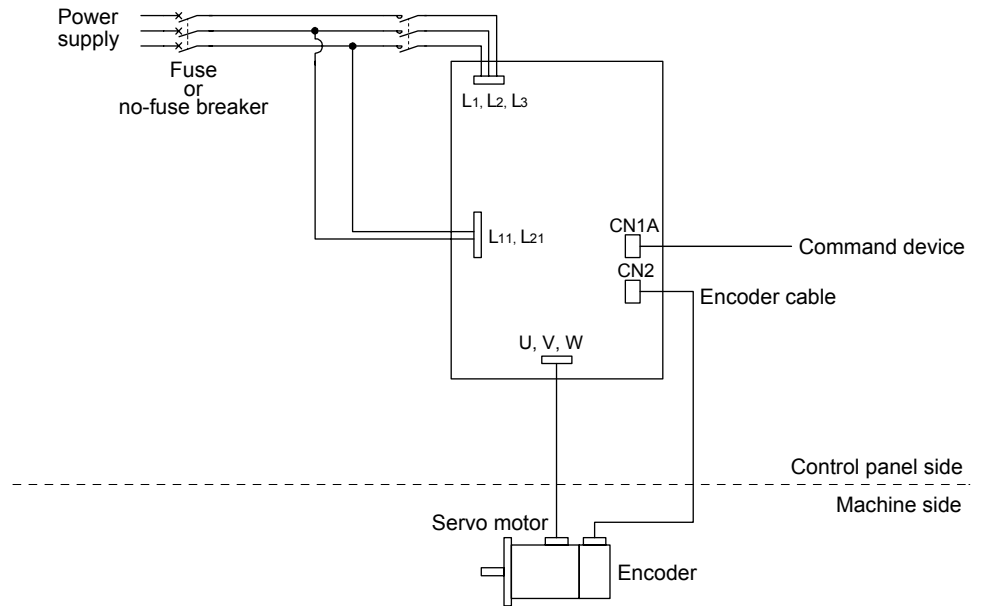 Power
supply
Fuse
or
no-fuse breaker
L1, L2, L3
L11, L21
CN1A
Command device
CN2
Encoder cable
U, V, W
Control panel side
Machine side
Servo motor
Encoder